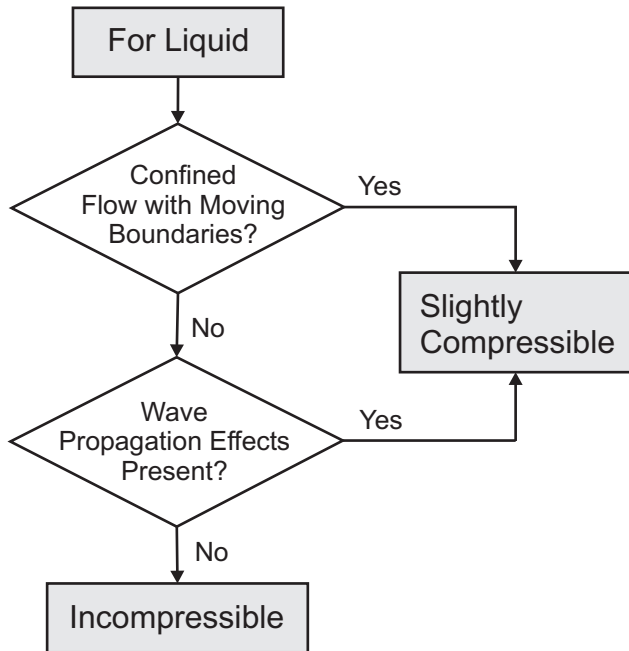 For Liquid
Confined
Flow with Moving
Boundaries?
Yes
Slightly
Compressible
No
Wave
Propagation Effects
Present?
Yes
No
Incompressible